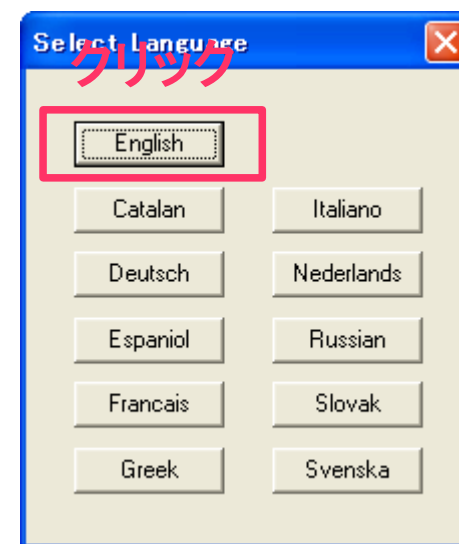 Select Language
クリック
English
Catalan Italiano
Deutsch Nederlands
Espaniol Russian
Francais Slovak
Greek Svenska